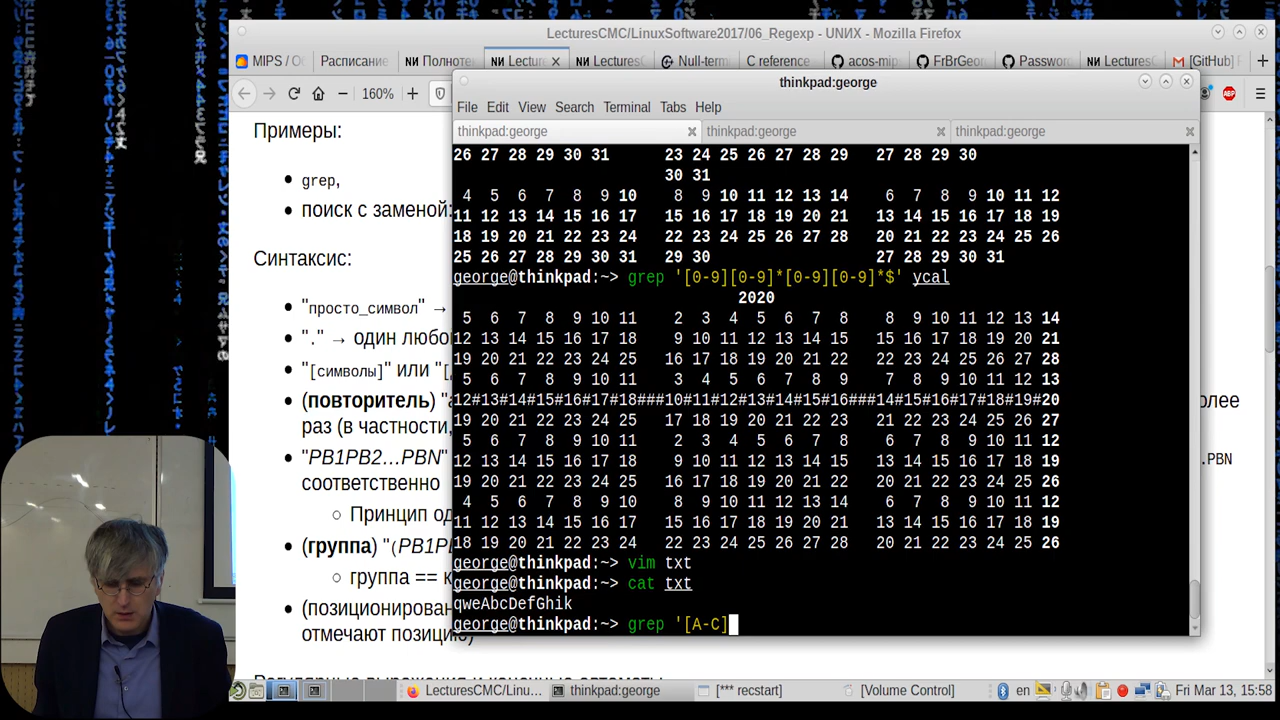 LecturesCMC/LinuxSoftware2017/06_Regexp - UNИX - Mozilla Firefox
MIPS / O
Расписание
Полноте
Lecture
LecturesC
Null-term
C reference
acos-mip
FrBrGeor
Password
LecturesC
[GitHub]
160%
thinkpad:george
File Edit View Search Terminal Tabs Help
thinkpad:george
thinkpad:george
thinkpad:george
Примеры:
grep,
поиск с заменой:
Синтаксис:
"просто_символ" →
"." → один любо
"[символы]" или "[
(повторитель) "а
олее
раз (в частности,
"РВ1РВ2…РВN"
.PBN
соответственно
Принцип од
(группа) "(РВ1РВ
группа == к
(позиционирован
отмечают позицию)
26 27 28 29 30 31 23 24 25 26 27 28 29 27 28 29 30
30 31
4 5 6 7 8 9 10 8 9 10 11 12 13 14 6 7 8 9 10 11 12
11 12 13 14 15 16 17 15 16 17 18 19 20 21 13 14 15 16 17 18 19
18 19 20 21 22 23 24 22 23 24 25 26 27 28 20 21 22 23 24 25 26
25 26 27 28 29 30 31 29 30 27 28 29 30 31
george@thinkpad:~> grep '[0-9][0-9]*[0-9][0-9]*$' ycal
2020
5 6 7 8 9 10 11 2 3 4 5 6 7 8 8 9 10 11 12 13 14
12 13 14 15 16 17 18 9 10 11 12 13 14 15 15 16 17 18 19 20 21
19 20 21 22 23 24 25 16 17 18 19 20 21 22 22 23 24 25 26 27 28
5 6 7 8 9 10 11 3 4 5 6 7 8 9 7 8 9 10 11 12 13
12#13#14#15#16#17#18###10#11#12#13#14#15#16###14#15#16#17#18#19#20
19 20 21 22 23 24 25 17 18 19 20 21 22 23 21 22 23 24 25 26 27
5 6 7 8 9 10 11 2 3 4 5 6 7 8 6 7 8 9 10 11 12
12 13 14 15 16 17 18 9 10 11 12 13 14 15 13 14 15 16 17 18 19
19 20 21 22 23 24 25 16 17 18 19 20 21 22 20 21 22 23 24 25 26
4 5 6 7 8 9 10 8 9 10 11 12 13 14 6 7 8 9 10 11 12
11 12 13 14 15 16 17 15 16 17 18 19 20 21 13 14 15 16 17 18 19
18 19 20 21 22 23 24 22 23 24 25 26 27 28 20 21 22 23 24 25 26
george@thinkpad:~> vim txt
george@thinkpad:~> cat txt
qweAbcDefGhik
george@thinkpad:~> grep '[A-C]
LecturesCMC/Linu...
thinkpad:george
[*** recstart]
[Volume Control]
en
Fri Mar 13, 15:58